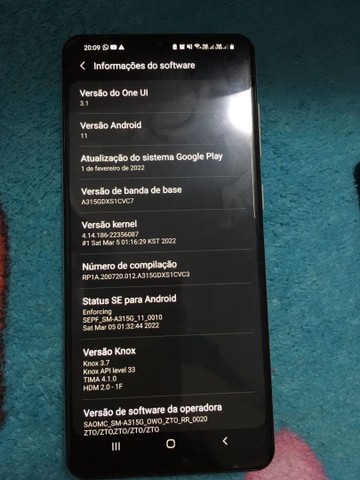 20:09
Informações do software
Versão do One UI
3.1
Versão Android
11
Atualização do sistema Google Play
1 de fevereiro de 2022
Versão de banda de base
A315GDXS1CVC7
Versão kernel
4.14.186-22356087
#1 Sat Mar 5 01:16:29 KST 2022
Número de compilação
RP1A.200720.012.A315GDXS1CVC3
Status SE para Android
Enforcing
SEPF_SM-A315G_11_0010
Sat Mar 05 01:32:44 2022
Versão Knox
Knox 3.7
Knox API level 33
TIMA 4.1.0
HDM 2.0 - 1F
Versão de software da operadora
SAOMC_SM-A315G_OWO_ZTO_RR_0020
ZTO/ZTO,ZTO/ZTO/ZTO